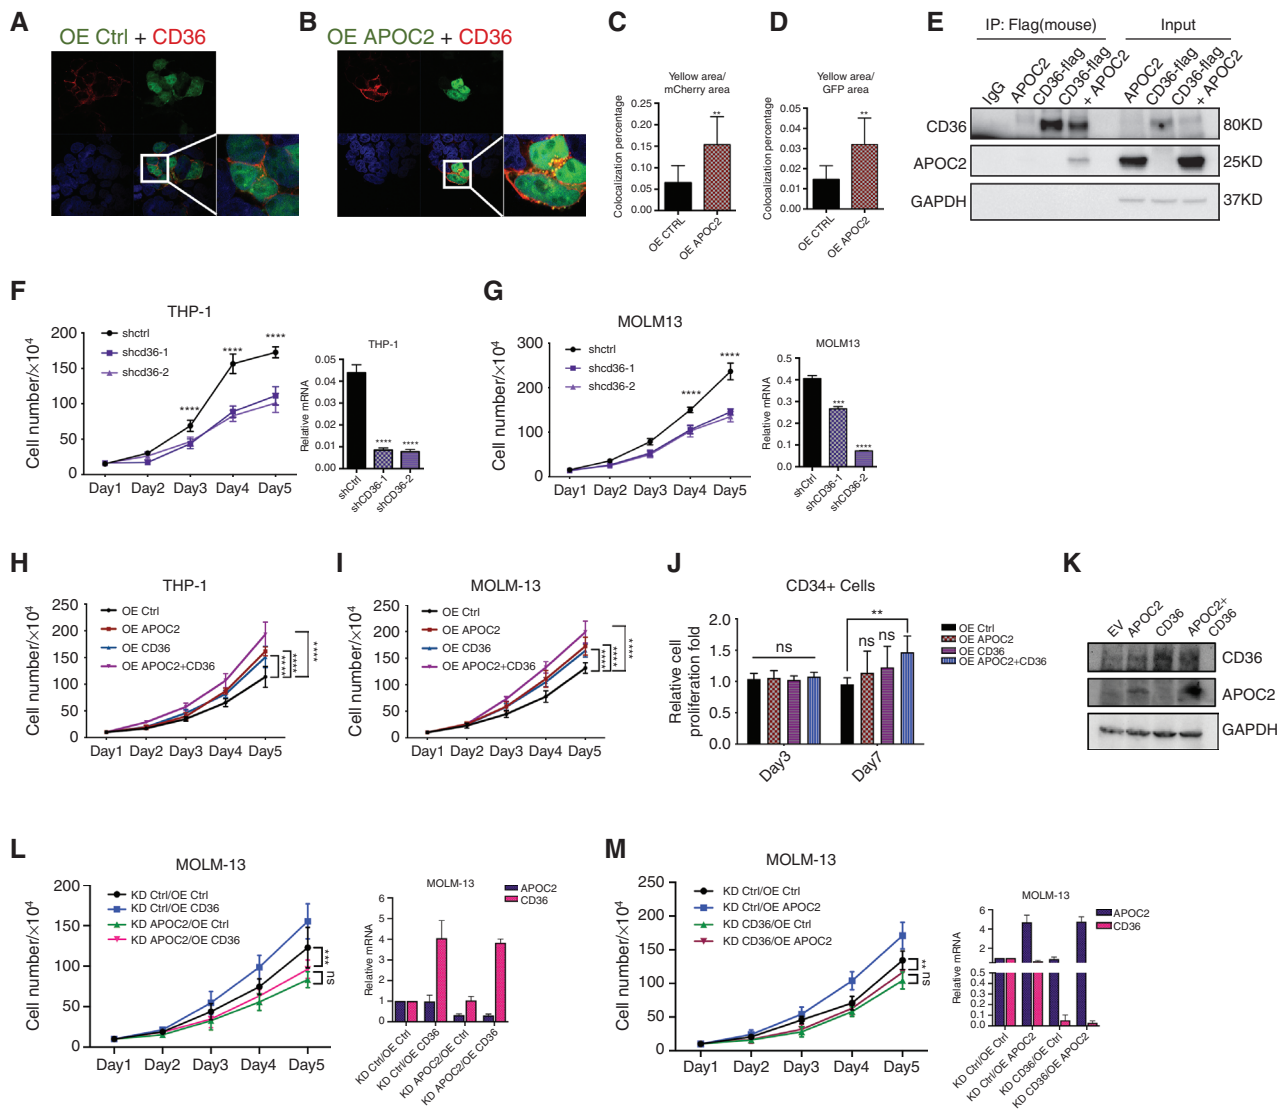 A
OE Ctrl + CD36
B
OE APOC2 + CD36
C
Yellow area/
mCherry area
Colocalization percentage
0.25
0.20
0.15
0.10
0.05
0.00
**
OE CTRL
OE APOC2
D
Yellow area/
GFP area
Colocalization percentage
0.05
0.04
0.03
0.02
0.01
0.00
**
OE CTRL
OE APOC2
E
IP: Flag(mouse)
Input
IgG
APOC2
CD36-flag
CD36-flag
+ APOC2
APOC2
CD36-flag
CD36-flag
+ APOC2
CD36
80KD
APOC2
25KD
GAPDH
37KD
F
THP-1
Cell number/×10⁴
200
150
100
50
0
shctrl
shcd36-1
shcd36-2
****
****
****
Day1 Day2 Day3 Day4 Day5
THP-1
Relative mRNA
0.05
0.04
0.03
0.02
0.01
0.00
****
****
shCtrl
shCD36-1
shCD36-2
G
MOLM13
Cell number/×10⁴
300
200
100
0
shctrl
shcd36-1
shcd36-2
****
****
Day1 Day2 Day3 Day4 Day5
MOLM13
Relative mRNA
0.5
0.4
0.3
0.2
0.1
0.0
***
****
shCtrl
shCD36-1
shCD36-2
H
THP-1
Cell number/×10⁴
250
200
150
100
50
0
OE Ctrl
OE APOC2
OE CD36
OE APOC2+CD36
****
****
****
Day1 Day2 Day3 Day4 Day5
I
MOLM-13
Cell number/×10⁴
250
200
150
100
50
0
OE Ctrl
OE APOC2
OE CD36
OE APOC2+CD36
****
****
****
Day1 Day2 Day3 Day4 Day5
J
CD34+ Cells
Relative cell
proliferation fold
2.0
1.5
1.0
0.5
0.0
ns
**
ns
ns
Day3
Day7
OE Ctrl
OE APOC2
OE CD36
OE APOC2+CD36
K
EV
APOC2
CD36
APOC2+
CD36
CD36
APOC2
GAPDH
L
MOLM-13
Cell number/×10⁴
200
150
100
50
0
KD Ctrl/OE Ctrl
KD Ctrl/OE CD36
KD APOC2/OE Ctrl
KD APOC2/OE CD36
***
ns
Day1 Day2 Day3 Day4 Day5
MOLM-13
APOC2
CD36
Relative mRNA
6
5
4
3
2
1
0
KD Ctrl/OE Ctrl
KD Ctrl/OE CD36
KD APOC2/OE Ctrl
KD APOC2/OE CD36
M
MOLM-13
Cell number/×10⁴
250
200
150
100
50
0
KD Ctrl/OE Ctrl
KD Ctrl/OE APOC2
KD CD36/OE Ctrl
KD CD36/OE APOC2
**
ns
Day1 Day2 Day3 Day4 Day5
MOLM-13
APOC2
CD36
Relative mRNA
6
4
2
0.5
0.4
0.3
0.2
0.1
0.0
KD Ctrl/OE Ctrl
KD Ctrl/OE APOC2
KD CD36/OE Ctrl
KD CD36/OE APOC2